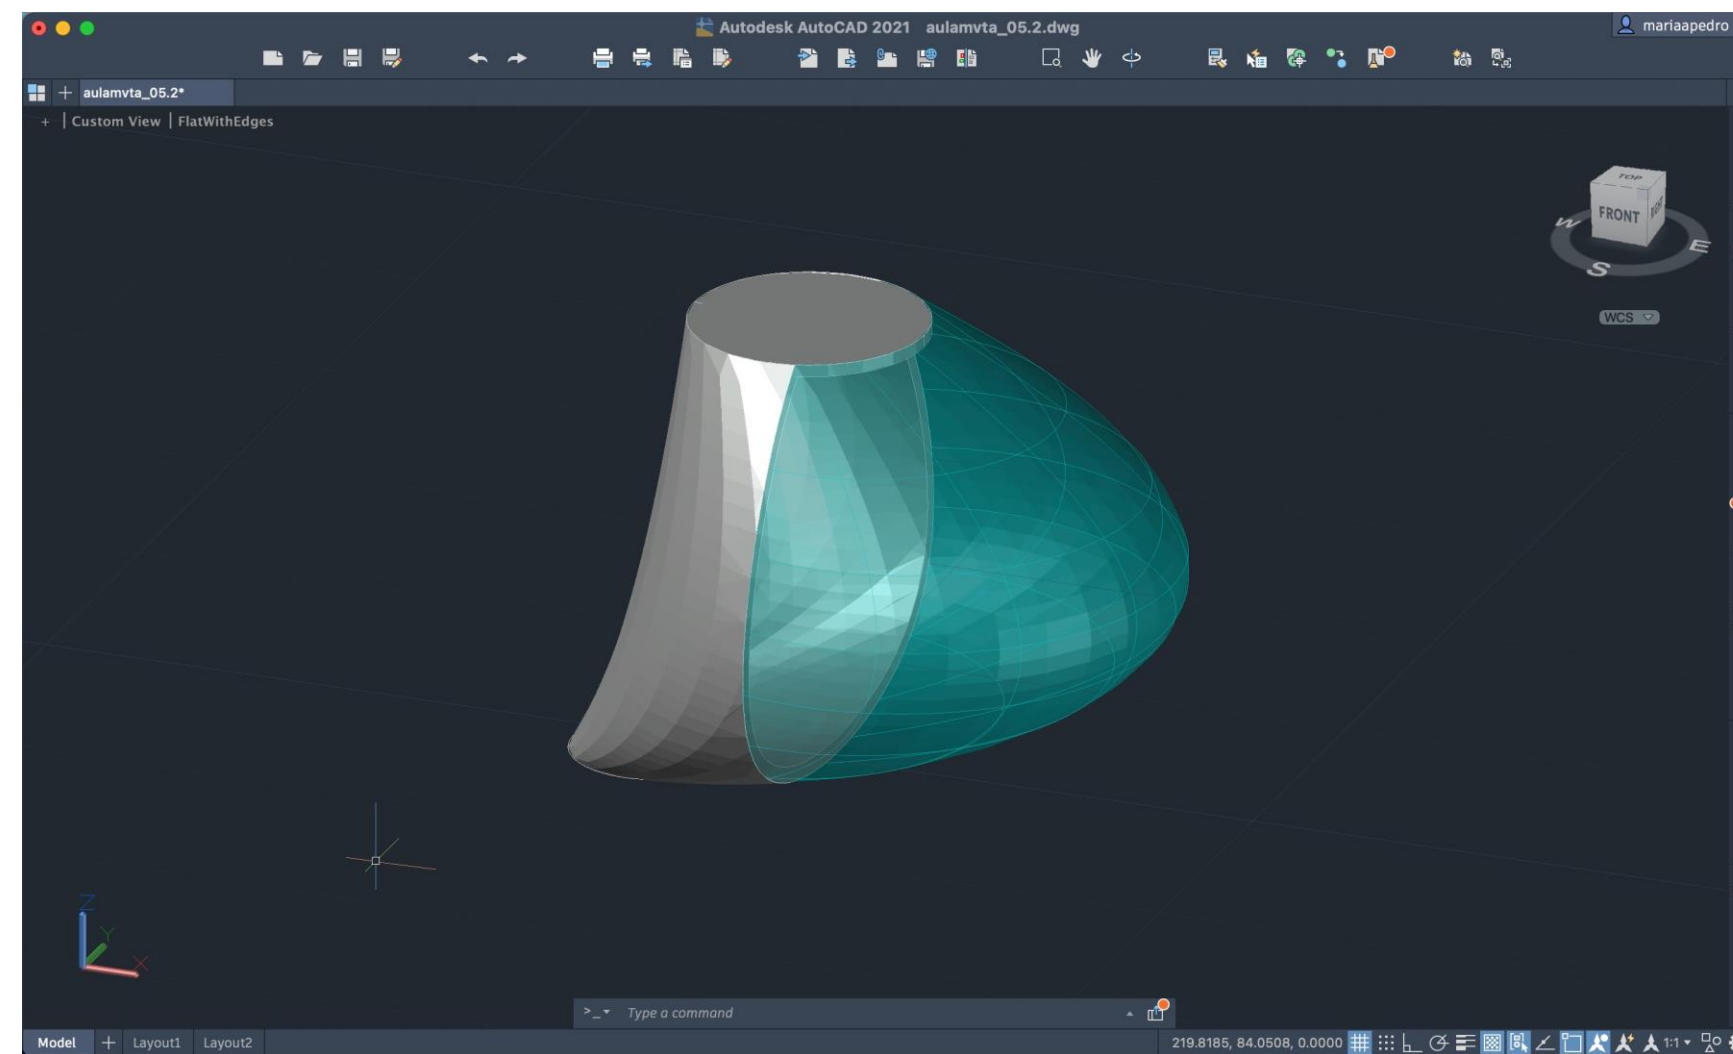 Autodesk AutoCAD 2021 aulamvta_05.2.dwg
mariaapedro
aulamvta_05.2*
+ | Custom View | FlatWithEdges
TOP
FRONT
RIGHT
W
E
S
WCS
Z
Y
X
>_ Type a command
Model + Layout1 Layout2
219.8185, 84.0508, 0.0000
1:1